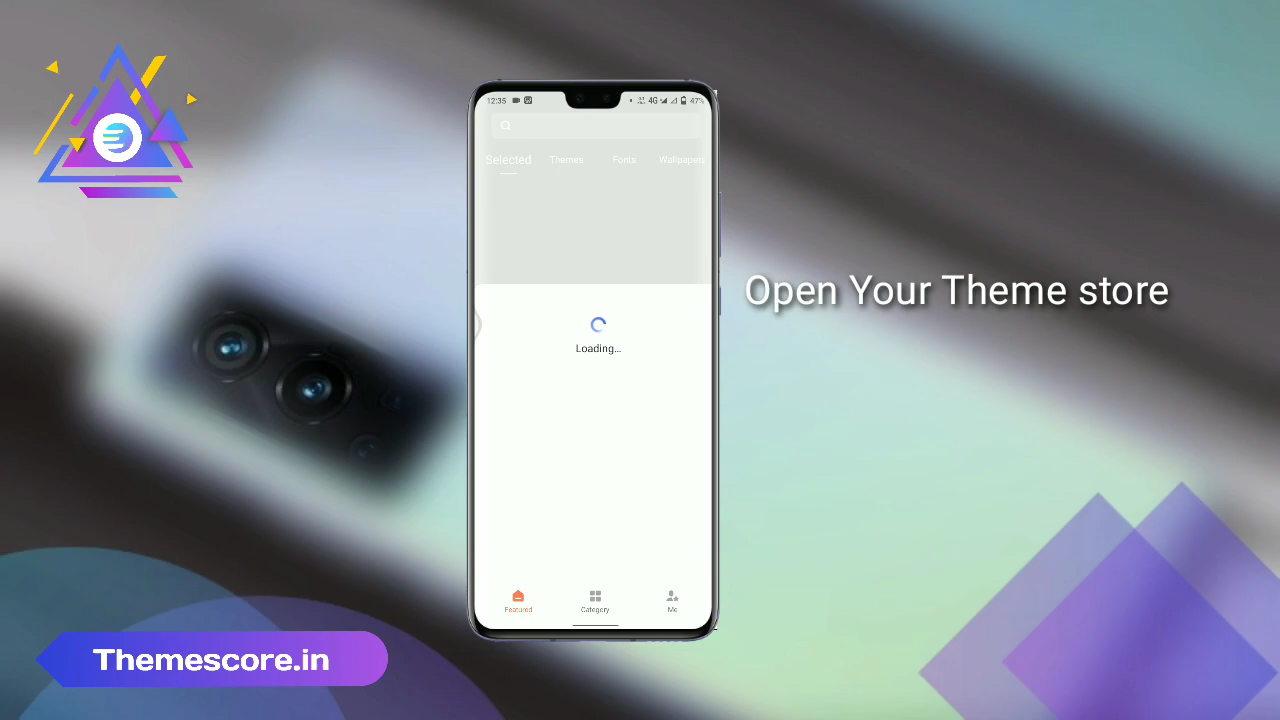 12:35
4G
47%
Selected Themes Fonts Wallpapers
Open Your Theme store
Loading...
Featured Category Me
Themescore.in